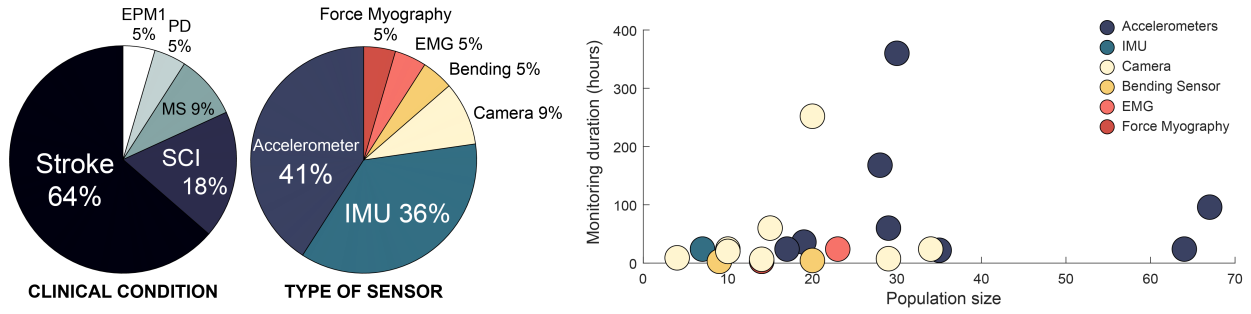 EPM1
5%
PD
5%
MS 9%
SCI
18%
Stroke
64%
CLINICAL CONDITION
Force Myography
5%
EMG 5%
Bending 5%
Camera 9%
Accelerometer
41%
IMU 36%
TYPE OF SENSOR
Monitoring duration (hours)
400
300
200
100
0
0 10 20 30 40 50 60 70
Population size
Accelerometers
IMU
Camera
Bending Sensor
EMG
Force Myography